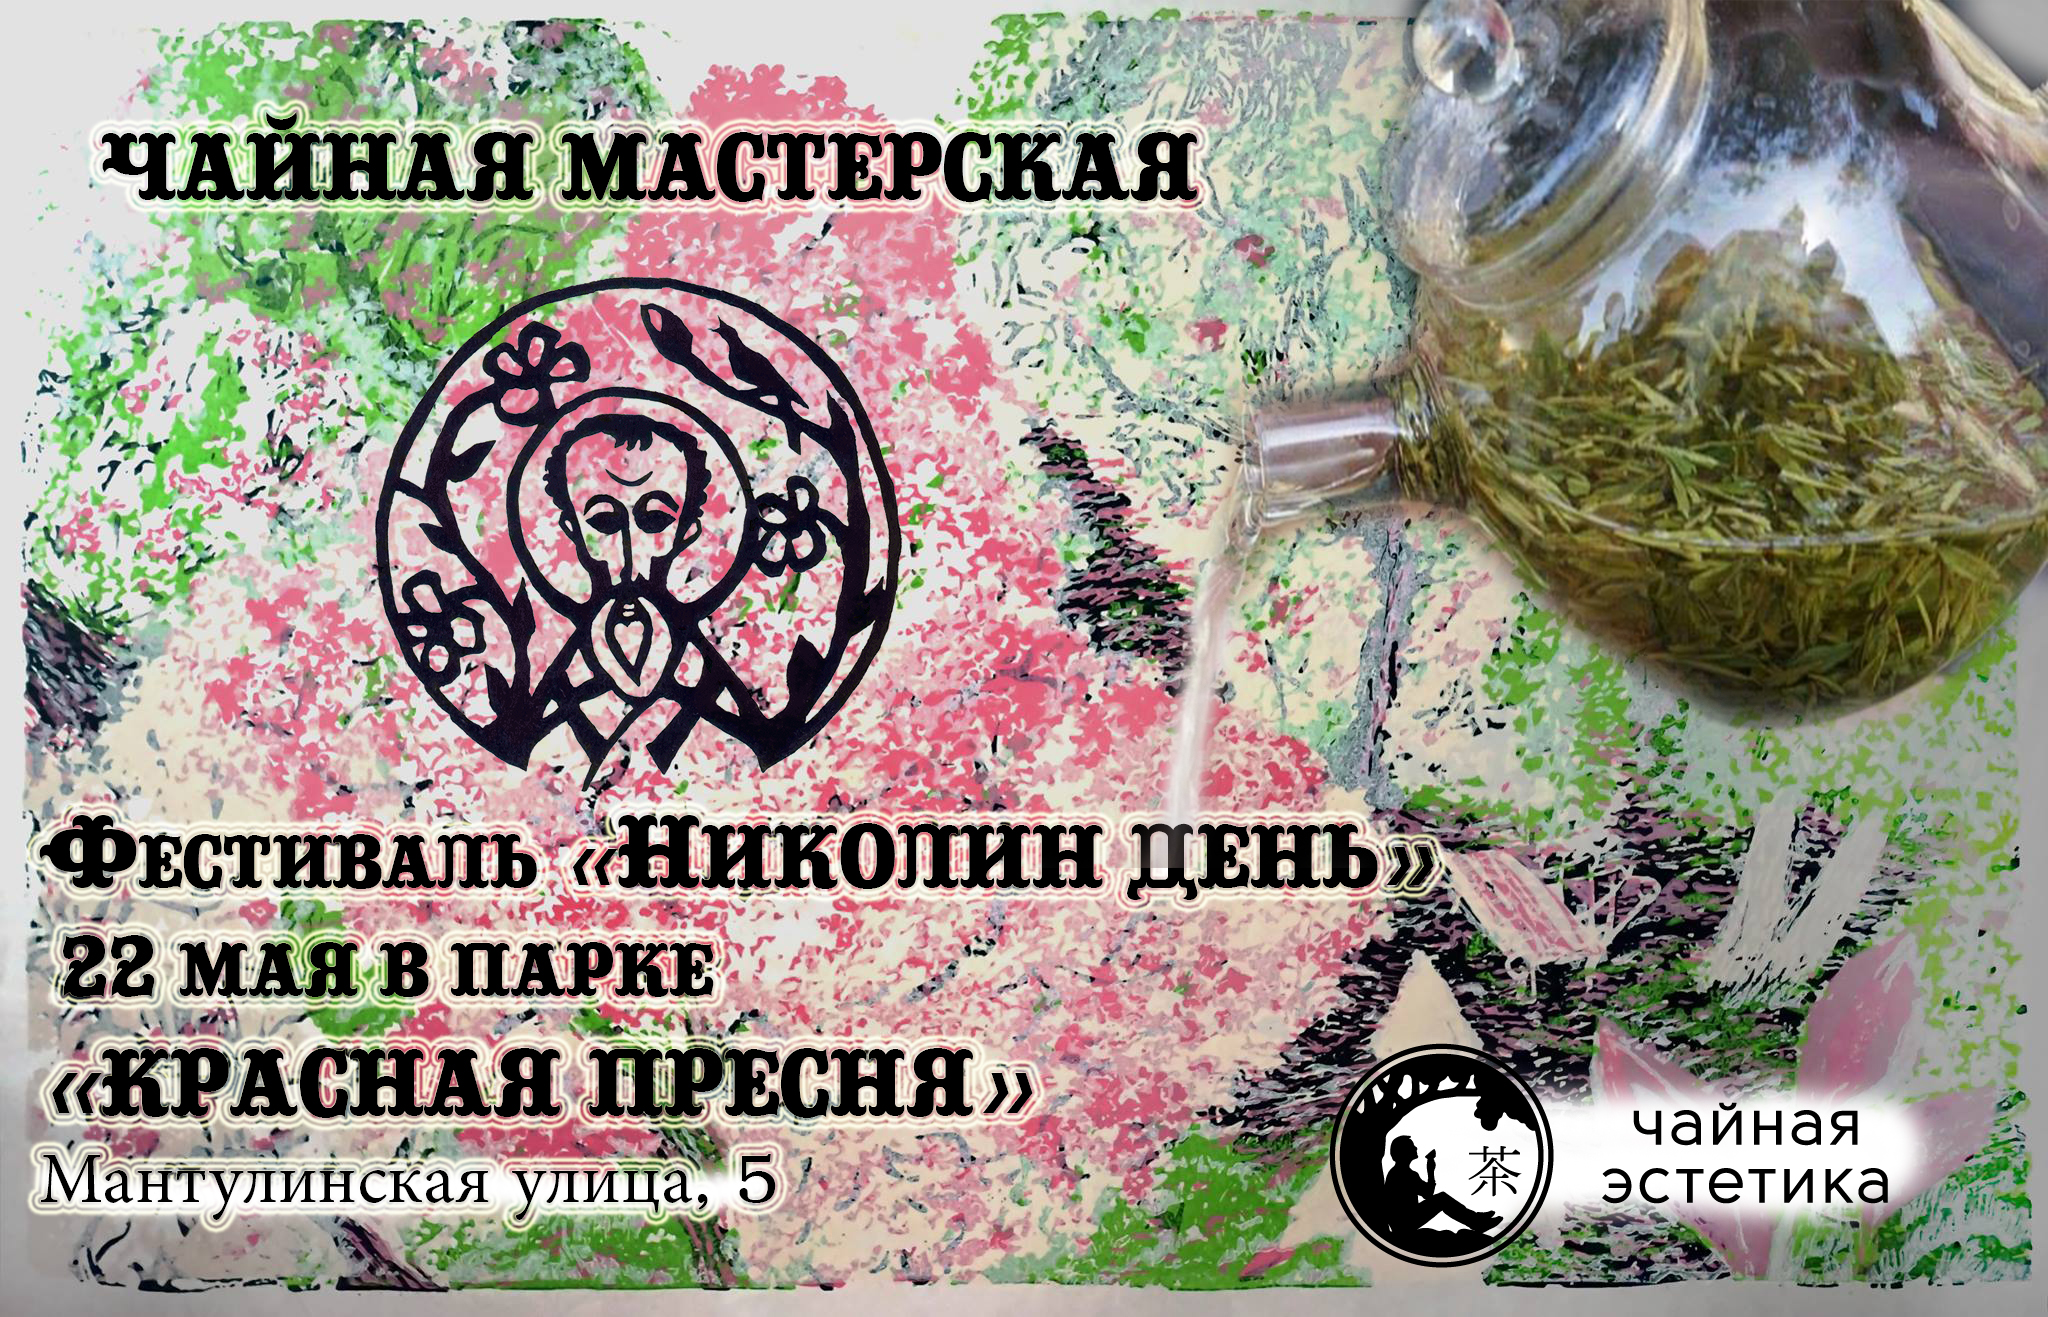 ЧАЙНАЯ МАСТЕРСКАЯ
ФЕСТИВАЛЬ «НИКОЛИН ДЕНЬ»
22 МАЯ В ПАРКЕ
«КРАСНАЯ ПРЕСНЯ»
Мантулинская улица, 5
茶
чайная
эстетика